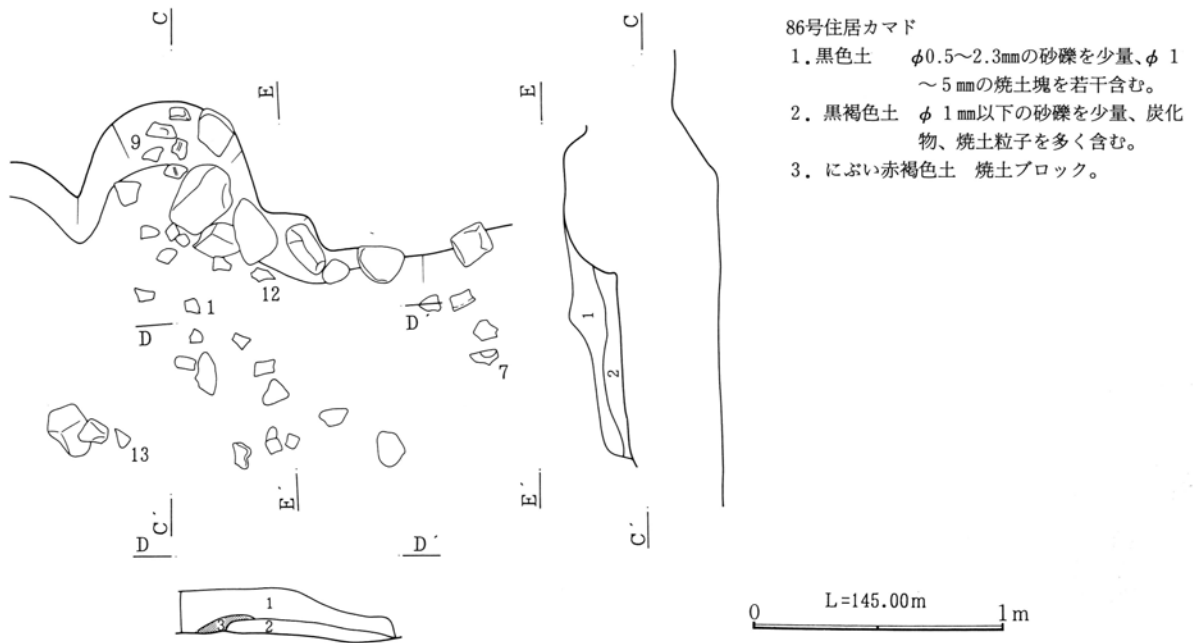 C
C
86号住居カマド
1. 黒色土 φ0.5〜2.3mmの砂礫を少量、φ1
〜5mmの焼土塊を若干含む。
2. 黒褐色土 φ1mm以下の砂礫を少量、炭化
物、焼土粒子を多く含む。
3. にぶい赤褐色土 焼土ブロック。
E
E
9
12
1
D
D´
7
13
1
2
E´
E´
C´
C´
D
D´
1
2
3
L=145.00m
0
1m